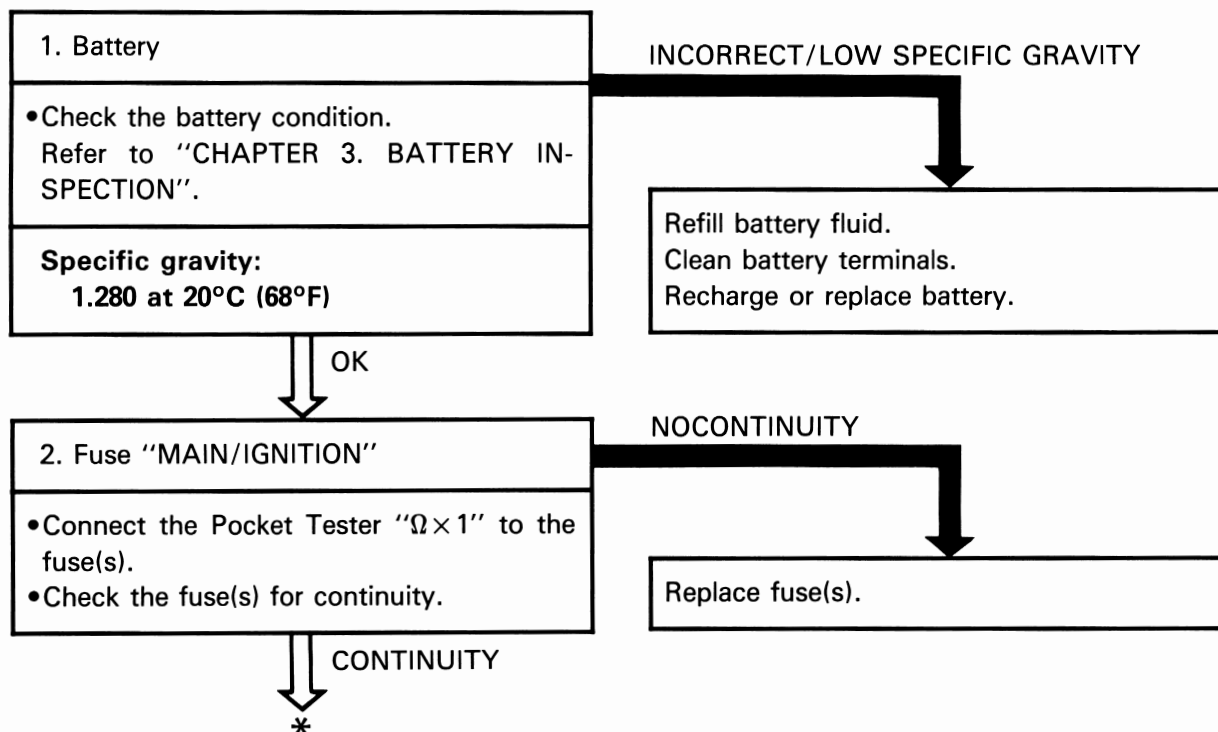 1. Battery
INCORRECT/LOW SPECIFIC GRAVITY
•Check the battery condition.
Refer to ‘‘CHAPTER 3. BATTERY IN-
SPECTION’’.
Specific gravity:
1.280 at 20°C (68°F)
Refill battery fluid.
Clean battery terminals.
Recharge or replace battery.
OK
2. Fuse ‘‘MAIN/IGNITION’’
NOCONTINUITY
•Connect the Pocket Tester ‘‘Ω×1’’ to the
fuse(s).
•Check the fuse(s) for continuity.
Replace fuse(s).
CONTINUITY
*